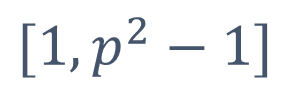 [1, p² − 1]